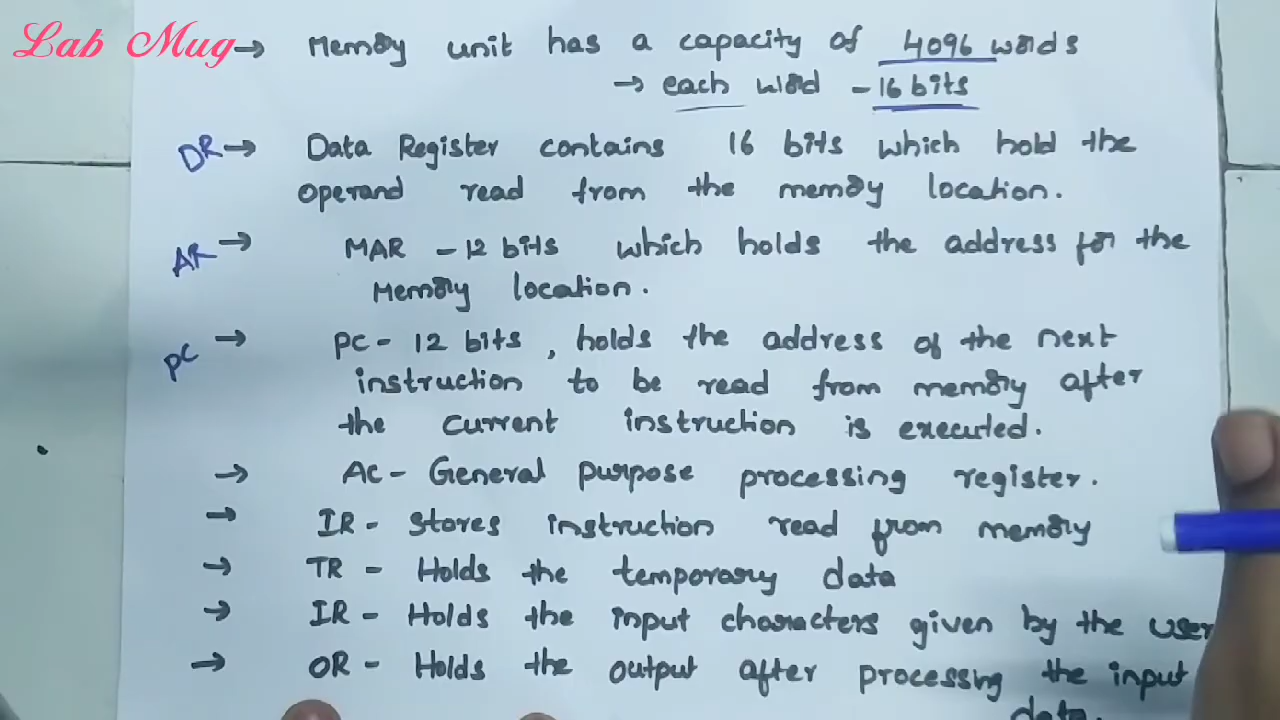 Lab Mug
→ Memory unit has a capacity of 4096 words
→ each word - 16 bits
DR → Data Register contains 16 bits which hold the
operand read from the memory location.
AR → MAR - 12 bits which holds the address for the
Memory location.
PC → PC - 12 bits, holds the address of the next
instruction to be read from memory after
the current instruction is executed.
→ AC - General purpose processing register.
→ IR - Stores instruction read from memory
→ TR - Holds the temporary data
→ IR - Holds the input characters given by the user
→ OR - Holds the output after processing the input
data.